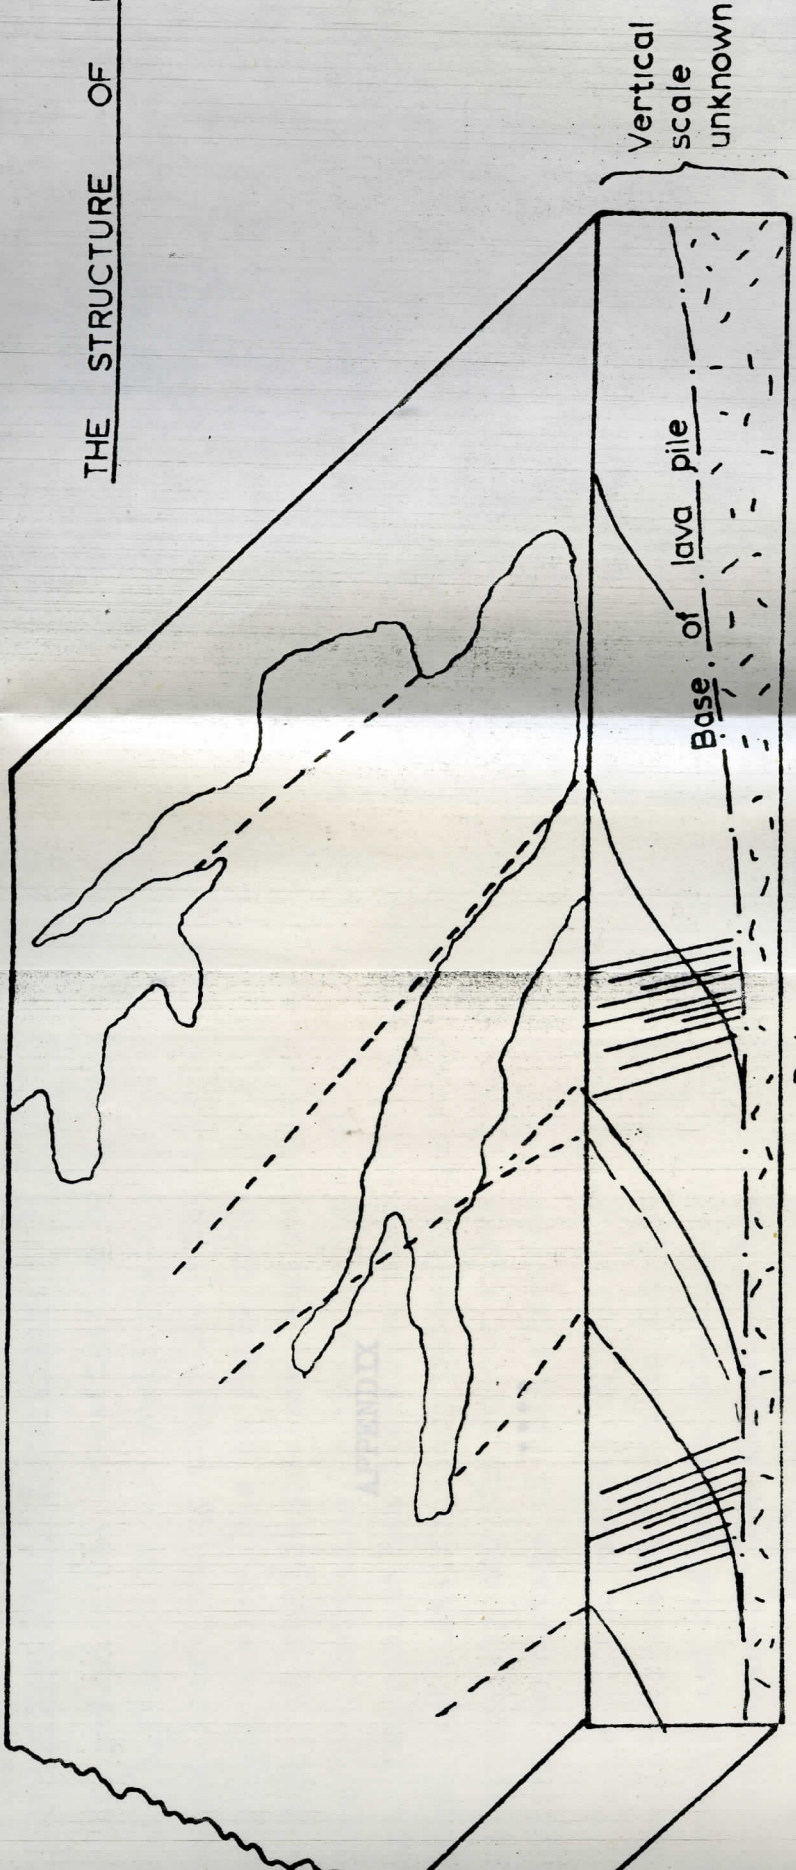 THE STRUCTURE OF
Vertical
scale
unknown
Base of lava pile
APPENDIX